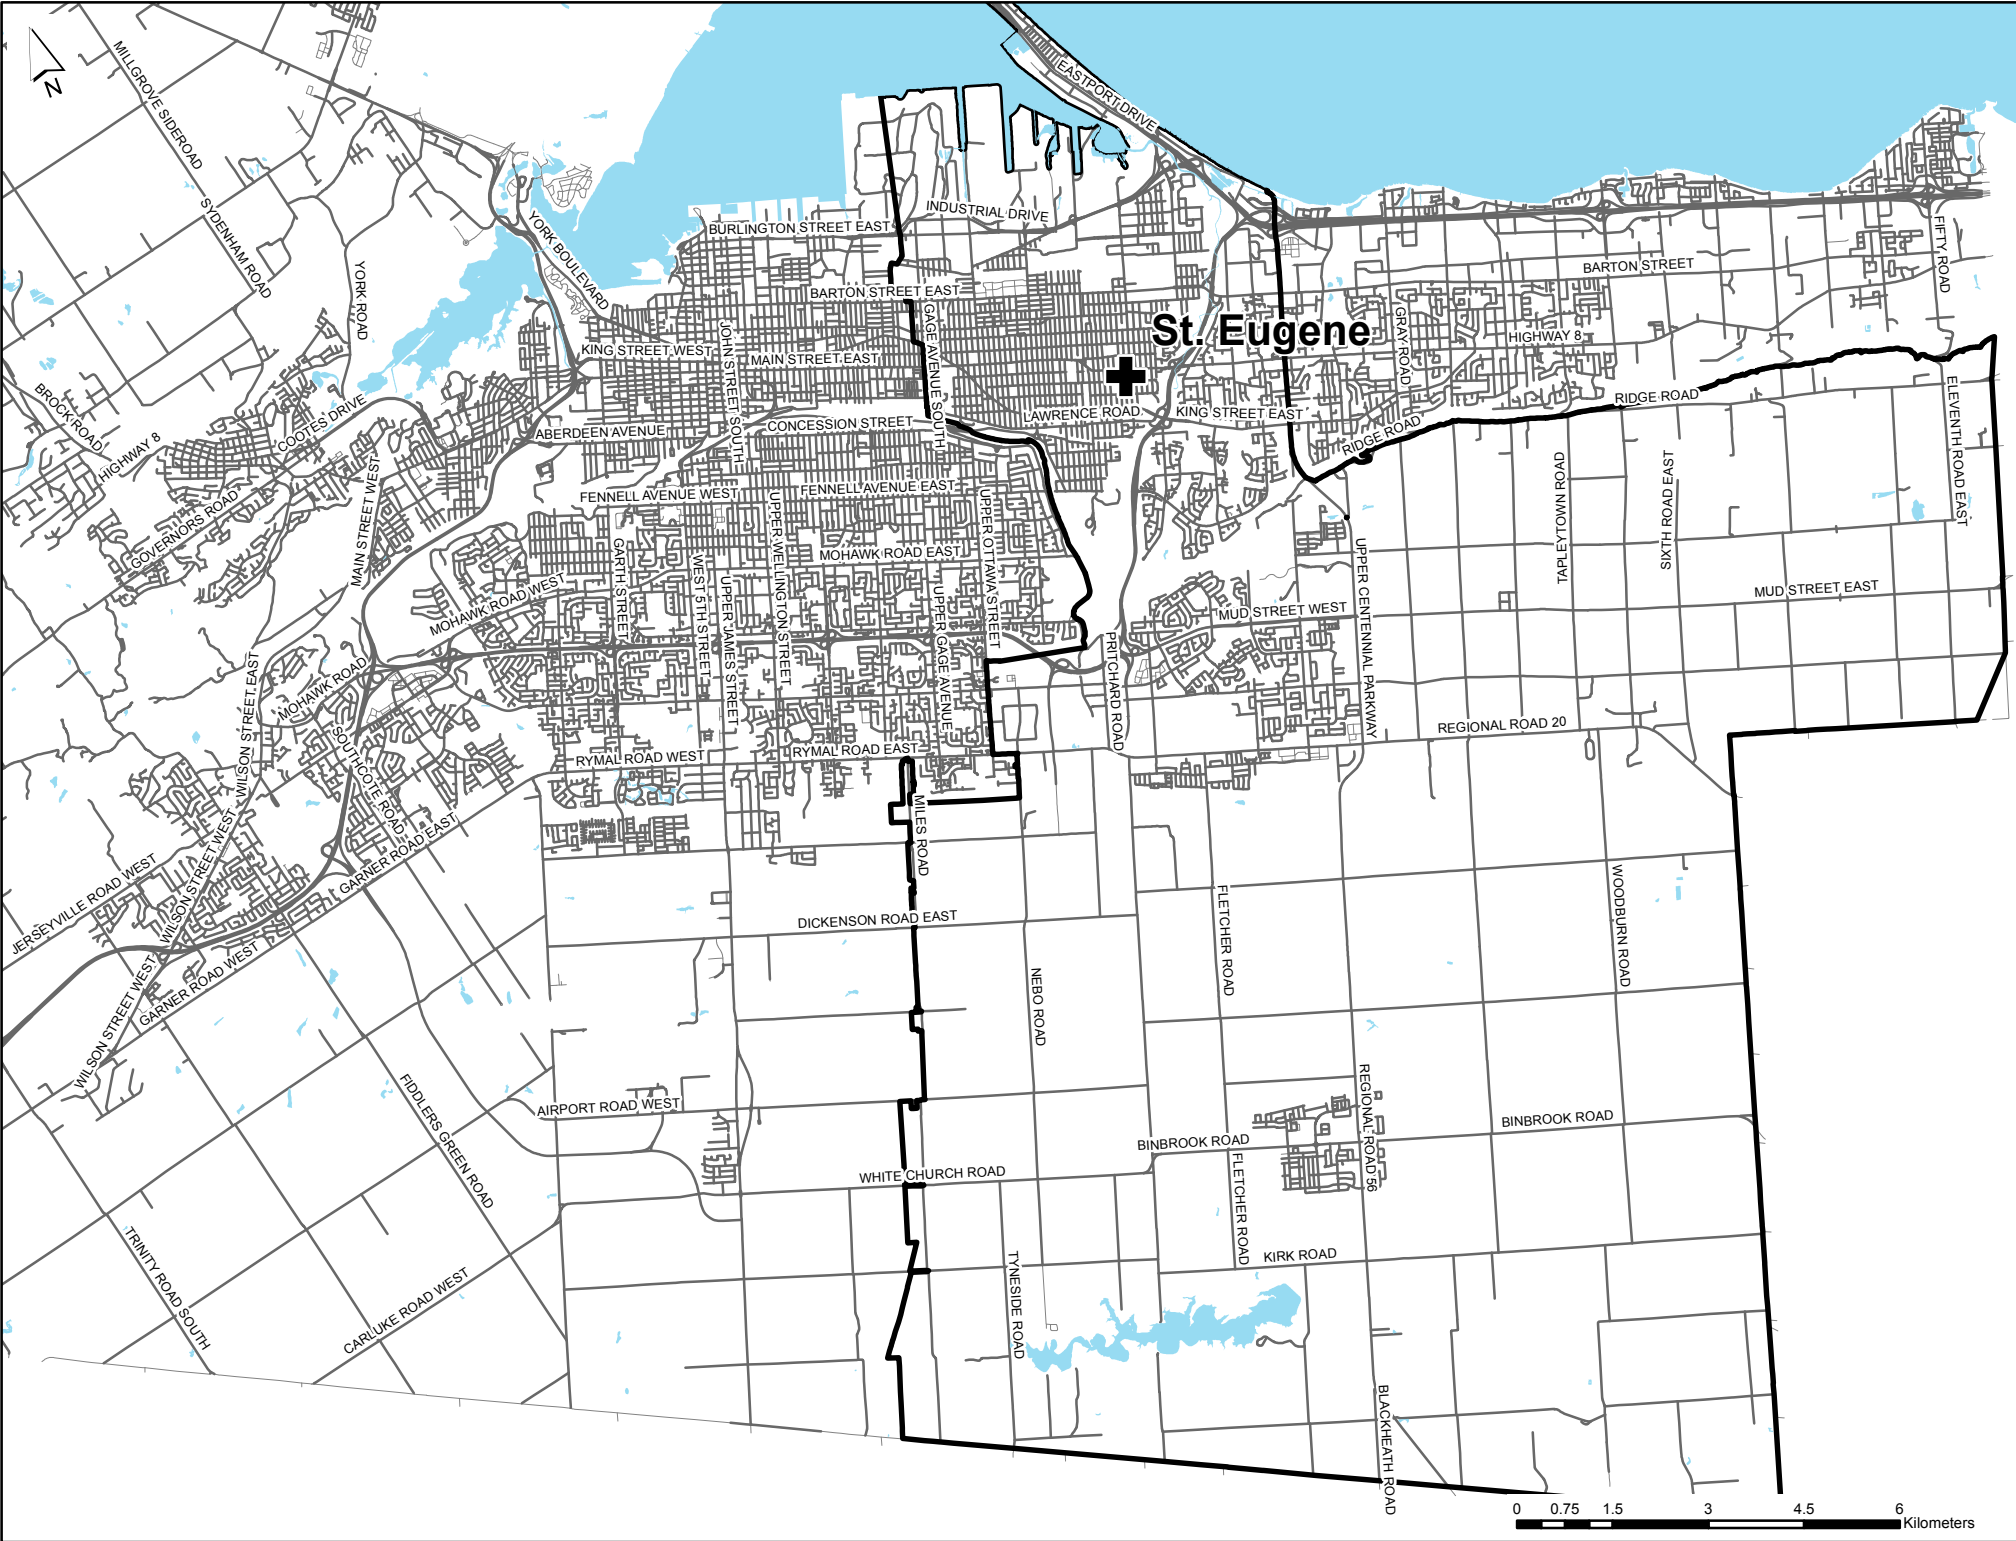 N
MILLGROVE SIDEROAD
SYDENHAM ROAD
YORK ROAD
YORK BOULEVARD
EASTPORT DRIVE
INDUSTRIAL DRIVE
BURLINGTON STREET EAST
BARTON STREET EAST
BARTON STREET
FIFTY ROAD
GAGE AVENUE SOUTH
St. Eugene
GRAY ROAD
HIGHWAY 8
KING STREET WEST
JOHN STREET SOUTH
MAIN STREET EAST
BROCK ROAD
HIGHWAY 8
COOTES DRIVE
GOVERNORS ROAD
MAIN STREET WEST
ABERDEEN AVENUE
CONCESSION STREET
LAWRENCE ROAD
KING STREET EAST
RIDGE ROAD
RIDGE ROAD
ELEVENTH ROAD EAST
FENNELL AVENUE WEST
FENNELL AVENUE EAST
UPPER WELLINGTON STREET
UPPER OTTAWA STREET
TAPLEYTOWN ROAD
SIXTH ROAD EAST
GARTH STREET
WEST 5TH STREET
UPPER JAMES STREET
MOHAWK ROAD EAST
UPPER GAGE AVENUE
MOHAWK ROAD WEST
UPPER CENTENNIAL PARKWAY
MUD STREET WEST
MUD STREET EAST
PRITCHARD ROAD
MOHAWK ROAD
WILSON STREET EAST
SOUTHCOTE ROAD
REGIONAL ROAD 20
RYMAL ROAD WEST
RYMAL ROAD EAST
MILES ROAD
GARNER ROAD EAST
WILSON STREET WEST
JERSEYVILLE ROAD WEST
GARNER ROAD WEST
WILSON STREET WEST
DICKENSON ROAD EAST
FLETCHER ROAD
WOODBURN ROAD
NEBO ROAD
FIDDLERS GREEN ROAD
AIRPORT ROAD WEST
REGIONAL ROAD 56
BINBROOK ROAD
BINBROOK ROAD
WHITE CHURCH ROAD
FLETCHER ROAD
KIRK ROAD
TRINITY ROAD SOUTH
CARLUKE ROAD WEST
TYNESIDE ROAD
BLACKHEATH ROAD
0 0.75 1.5 3 4.5 6
Kilometers